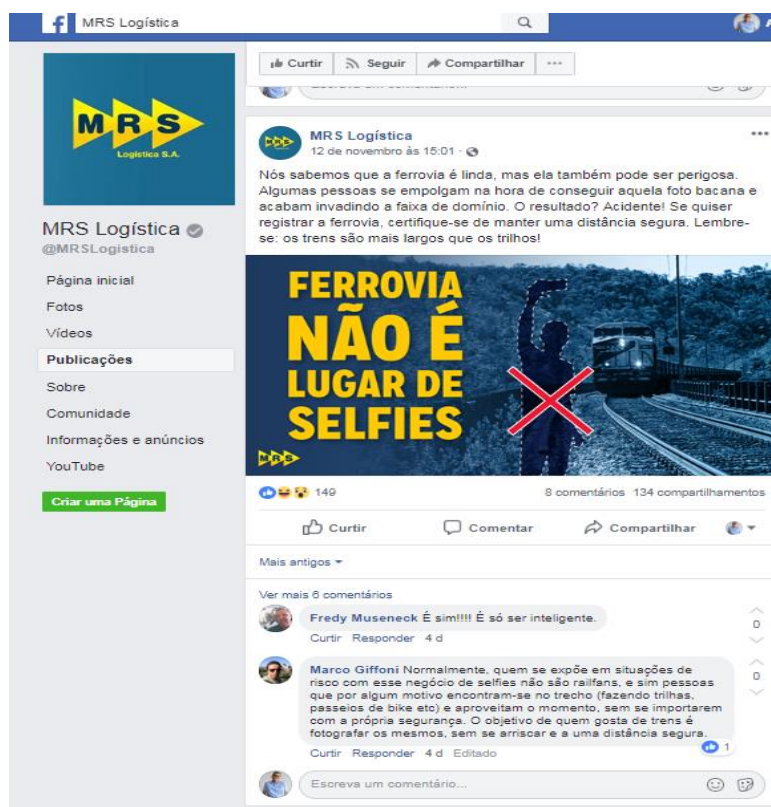 MRS Logística
Curtir Seguir Compartilhar ...
MRS
Logística S.A.
MRS Logística
@MRSLogistica
Página inicial
Fotos
Vídeos
Publicações
Sobre
Comunidade
Informações e anúncios
YouTube
Criar uma Página
MRS Logística
12 de novembro às 15:01 ·
Nós sabemos que a ferrovia é linda, mas ela também pode ser perigosa.
Algumas pessoas se empolgam na hora de conseguir aquela foto bacana e
acabam invadindo a faixa de domínio. O resultado? Acidente! Se quiser
registrar a ferrovia, certifique-se de manter uma distância segura. Lembre-
se: os trens são mais largos que os trilhos!
FERROVIA
NÃO É
LUGAR DE
SELFIES
MRS
149
8 comentários 134 compartilhamentos
Curtir Comentar Compartilhar
Mais antigos
Ver mais 6 comentários
Fredy Museneck É sim!!!! É só ser inteligente.
Curtir Responder 4 d
0
Marco Giffoni Normalmente, quem se expõe em situações de
risco com esse negócio de selfies não são railfans, e sim pessoas
que por algum motivo encontram-se no trecho (fazendo trilhas,
passeios de bike etc) e aproveitam o momento, sem se importarem
com a própria segurança. O objetivo de quem gosta de trens é
fotografar os mesmos, sem se arriscar e a uma distância segura.
1
Curtir Responder 4 d Editado
0
Escreva um comentário...